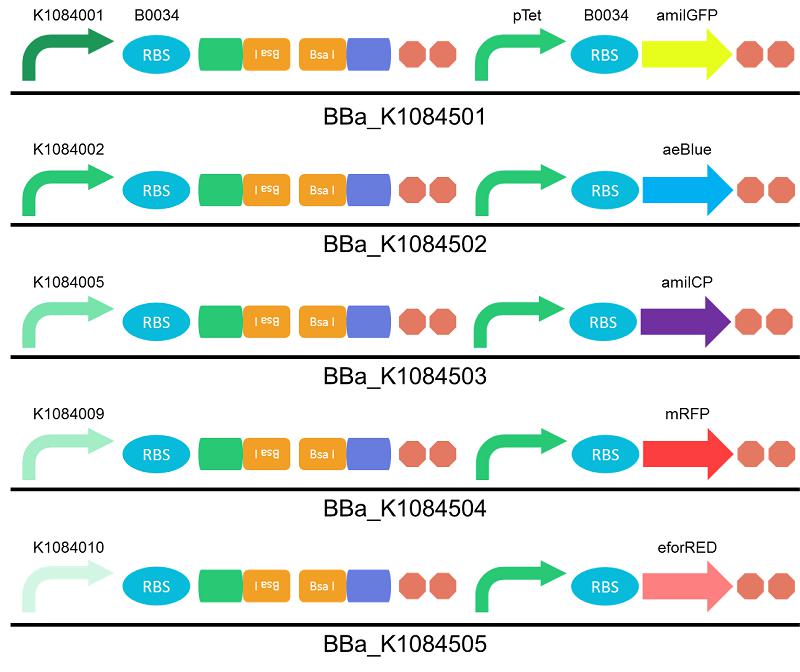 K1084001 B0034 pTet B0034 amilGFP
RBS Bsa I Bsa I RBS
BBa_K1084501
K1084002 aeBlue
RBS Bsa I Bsa I RBS
BBa_K1084502
K1084005 amilCP
RBS Bsa I Bsa I RBS
BBa_K1084503
K1084009 mRFP
RBS Bsa I Bsa I RBS
BBa_K1084504
K1084010 eforRED
RBS Bsa I Bsa I RBS
BBa_K1084505